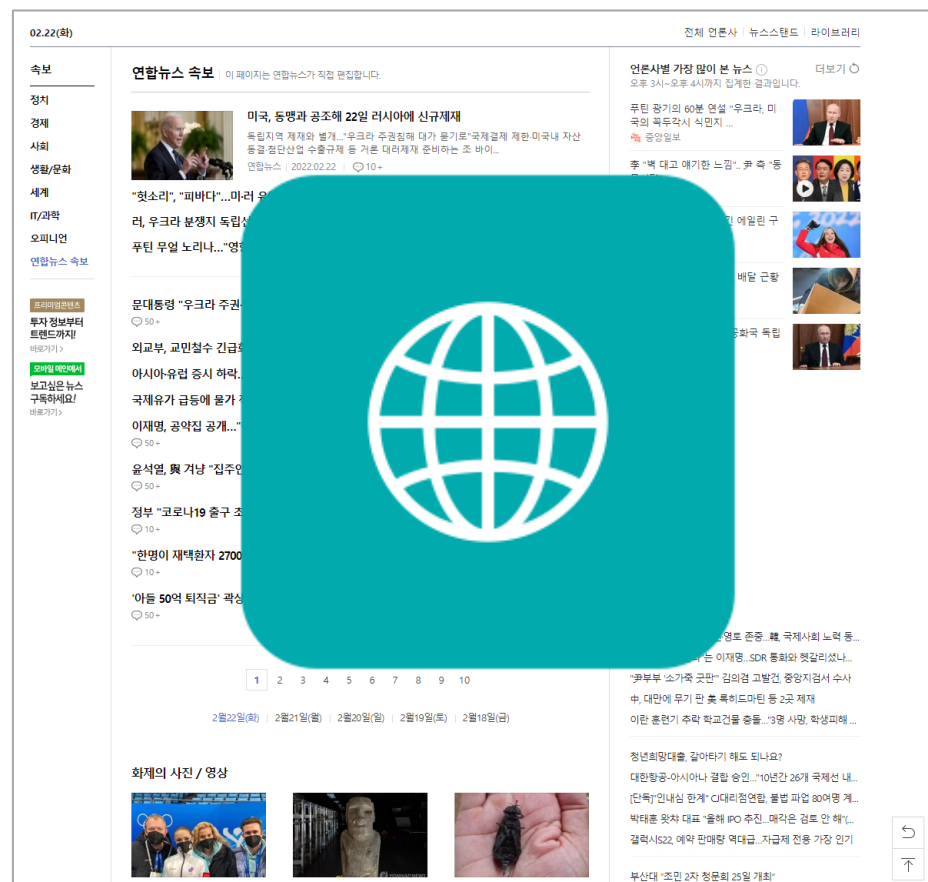 02.22(화)
전체 언론사
뉴스스탠드
라이브러리
속보
정치
경제
사회
생활/문화
세계
IT/과학
오피니언
연합뉴스 속보
프리미엄콘텐츠
투자 정보부터
트렌드까지!
바로가기 >
모바일 메인에서
보고싶은 뉴스
구독하세요!
바로가기 >
연합뉴스 속보
이 페이지는 연합뉴스가 직접 편집합니다.
미국, 동맹과 공조해 22일 러시아에 신규제재
독립지역 제재와 별개..."우크라 주권침해 대가 묻기로"국제결제 제한·미국내 자산
동결·첨단산업 수출규제 등 거론 대러제재 준비하는 조 바이...
연합뉴스
2022.02.22
10+
"헛소리", "피바다"...미·러
러, 우크라 분쟁지 독립
푸틴 무얼 노리나..."영
문대통령 "우크라 주권
50+
외교부, 교민철수 긴급
아시아·유럽 증시 하락
국제유가 급등에 물가
이재명, 공약집 공개..."
50+
윤석열, 與 겨냥 "집주인
50+
정부 "코로나19 출구
10+
"한명이 재택환자 2700
10+
'아들 50억 퇴직금' 곽상
50+
1 2 3 4 5 6 7 8 9 10
2월22일(화)
2월21일(월)
2월20일(일)
2월19일(토)
2월18일(금)
화제의 사진 / 영상
YONHAPNEWS
언론사별 가장 많이 본 뉴스
더보기
오후 3시~오후 4시까지 집계한 결과입니다.
푸틴 광기의 60분 연설 "우크라, 미
국의 꼭두각시 식민지 ...
중앙일보
李 "벽 대고 얘기한 느낌".. 尹 측 "동
에일린 구
배달 근황
공화국 독립
2022
영토 존중...韓, 국제사회 노력 동...
는 이재명...SDR 통화와 헷갈리셨나...
"尹부부 '소가죽 굿판'" 김의겸 고발건, 중앙지검서 수사
中, 대만에 무기 판 美 록히드마틴 등 2곳 제재
이란 훈련기 추락 학교건물 충돌..."3명 사망, 학생피해 ...
청년희망대출, 갈아타기 해도 되나요?
대한항공-아시아나 결합 승인..."10년간 26개 국제선 내...
[단독]"인내심 한계" CJ대리점연합, 불법 파업 80여명 계...
박태훈 왓챠 대표 "올해 IPO 추진...매각은 검토 안 해"(...
갤럭시S22, 예약 판매량 역대급...자급제 전용 가장 인기
부산대 "조민 2차 청문회 25일 개최"